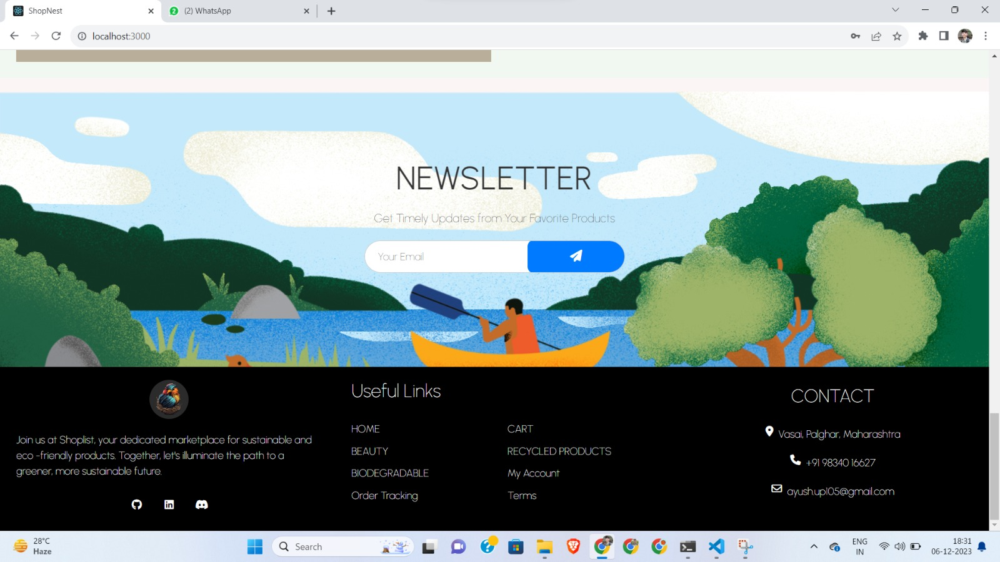 ShopNest
(2) WhatsApp
localhost:3000
NEWSLETTER
Get Timely Updates from Your Favorite Products
Your Email
Join us at Shoplist, your dedicated marketplace for sustainable and
eco -friendly products. Together, let's illuminate the path to a
greener, more sustainable future.
Useful Links
HOME
BEAUTY
BIODEGRADABLE
Order Tracking
CART
RECYCLED PRODUCTS
My Account
Terms
CONTACT
Vasai, Palghar, Maharashtra
+91 98340 16627
ayush.up105@gmail.com
28°C
Haze
Search
ENG
IN
18:31
06-12-2023